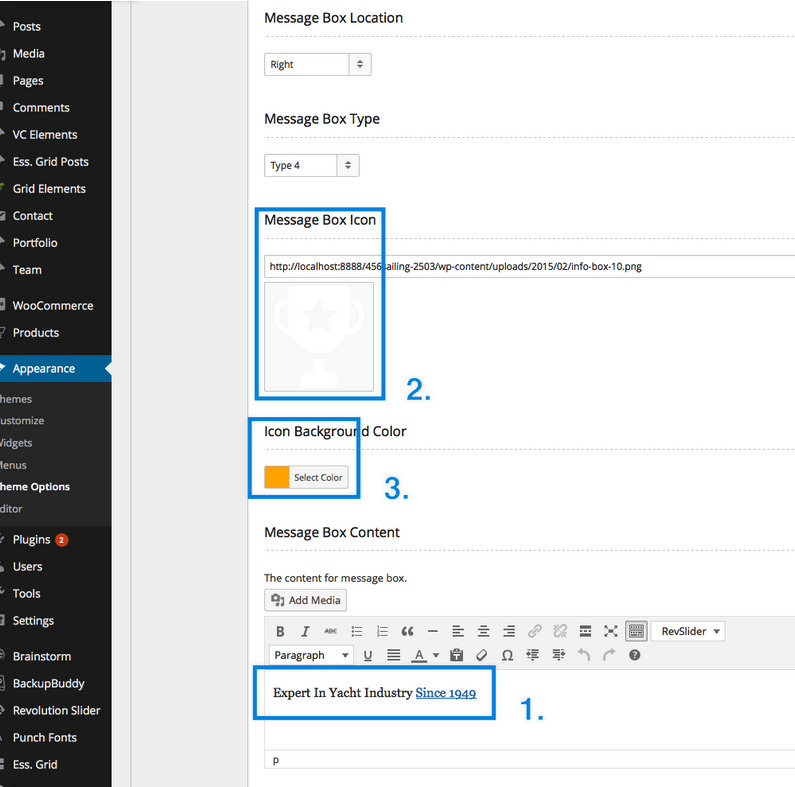 Posts
Media
Pages
Comments
VC Elements
Ess. Grid Posts
Grid Elements
Contact
Portfolio
Team
WooCommerce
Products
Appearance
hemes
ustomize
Widgets
Menus
heme Options
ditor
Plugins 2
Users
Tools
Settings
Brainstorm
BackupBuddy
Revolution Slider
Punch Fonts
Ess. Grid
Message Box Location
Right
Message Box Type
Type 4
Message Box Icon
http://localhost:8888/456sailing-2503/wp-content/uploads/2015/02/info-box-10.png
2.
Icon Background Color
Select Color
3.
Message Box Content
The content for message box.
Add Media
B I ABC RevSlider
Paragraph U A Ω
Expert In Yacht Industry Since 1949
1.
p